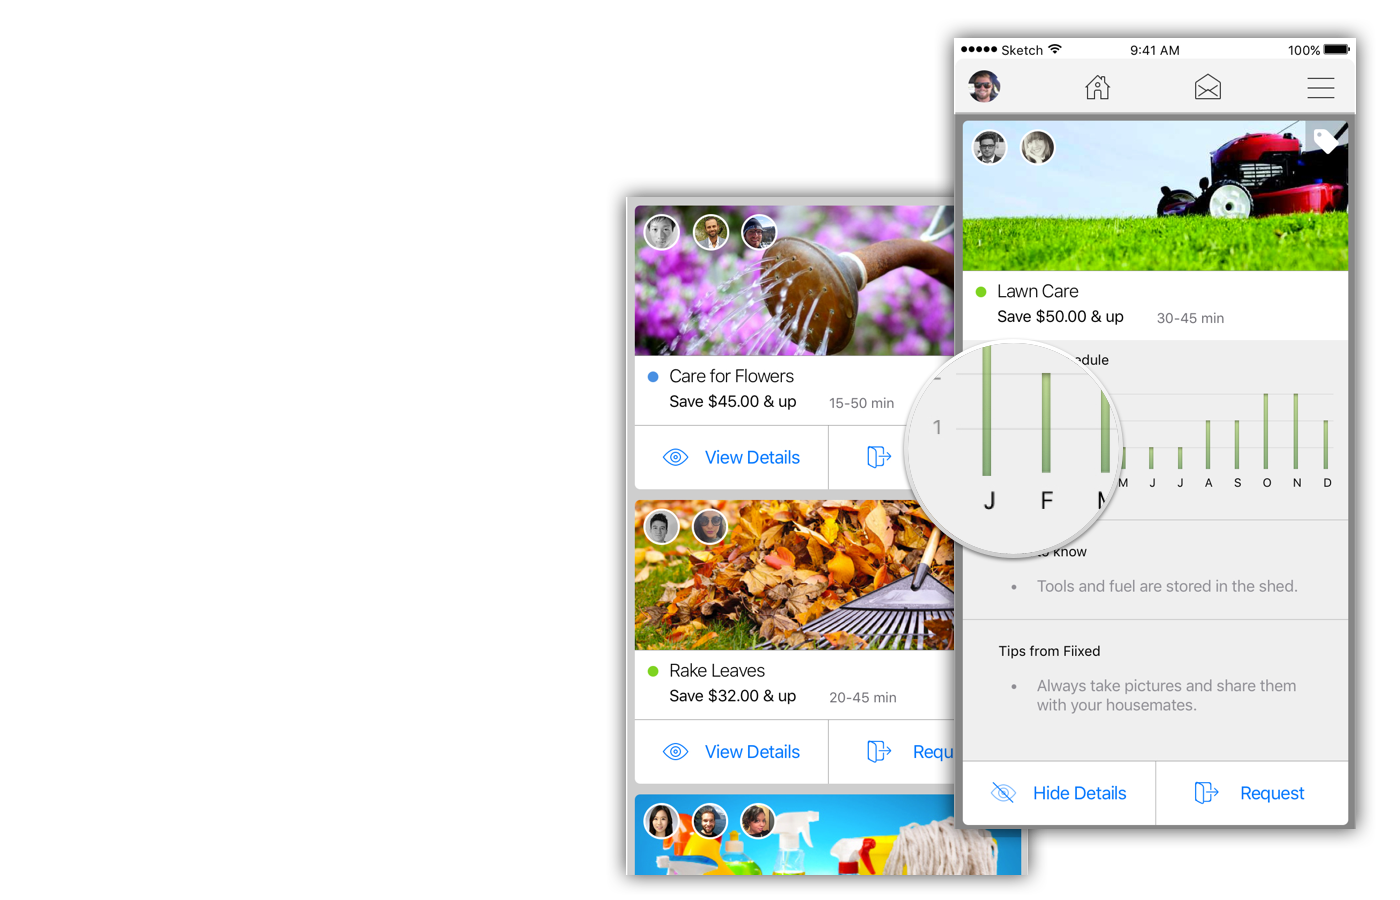 Sketch
9:41 AM
100%
Care for Flowers
Save $45.00 & up
15-50 min
View Details
Rake Leaves
Save $32.00 & up
20-45 min
View Details
Requ
Lawn Care
Save $50.00 & up
30-45 min
edule
1
J F
M J J A S O N D
to know
• Tools and fuel are stored in the shed.
Tips from Fiixed
• Always take pictures and share them
with your housemates.
Hide Details
Request